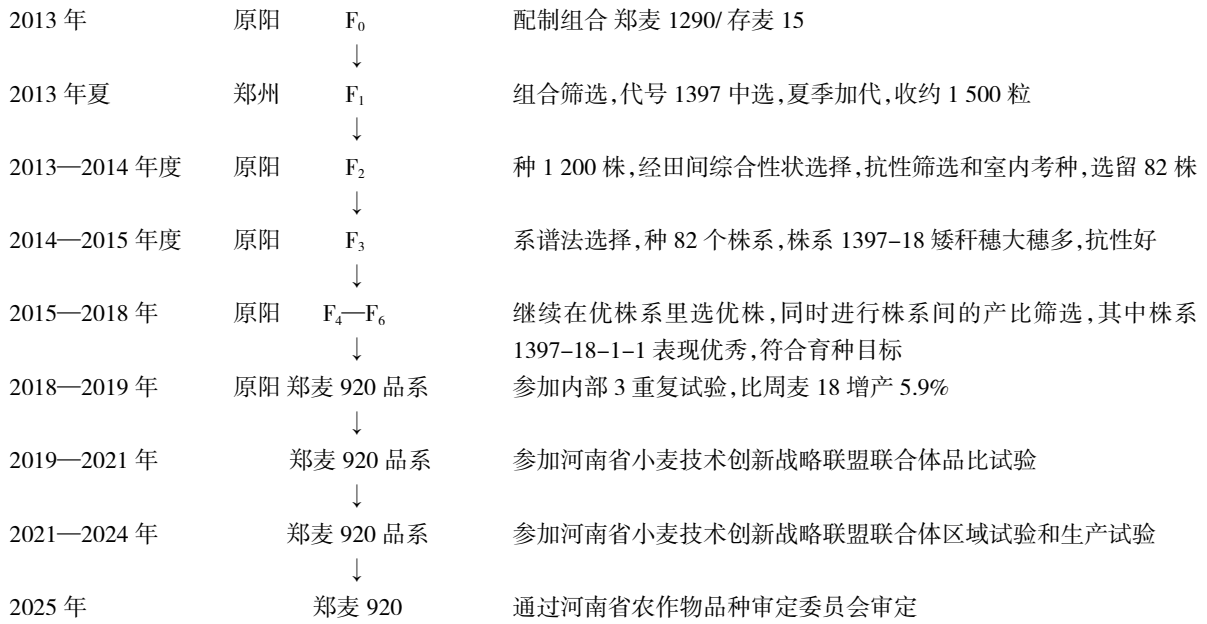 2013 年 原阳 F₀ 配制组合 郑麦 1290/ 存麦 15
↓
2013 年夏 郑州 F₁ 组合筛选,代号 1397 中选,夏季加代,收约 1 500 粒
↓
2013—2014 年度 原阳 F₂ 种 1 200 株,经田间综合性状选择,抗性筛选和室内考种,选留 82 株
↓
2014—2015 年度 原阳 F₃ 系谱法选择,种 82 个株系,株系 1397–18 矮秆穗大穗多,抗性好
↓
2015—2018 年 原阳 F₄—F₆ 继续在优株系里选优株,同时进行株系间的产比筛选,其中株系
↓ 1397–18–1–1 表现优秀,符合育种目标
2018—2019 年 原阳 郑麦 920 品系 参加内部 3 重复试验,比周麦 18 增产 5.9%
↓
2019—2021 年 郑麦 920 品系 参加河南省小麦技术创新战略联盟联合体品比试验
↓
2021—2024 年 郑麦 920 品系 参加河南省小麦技术创新战略联盟联合体区域试验和生产试验
↓
2025 年 郑麦 920 通过河南省农作物品种审定委员会审定